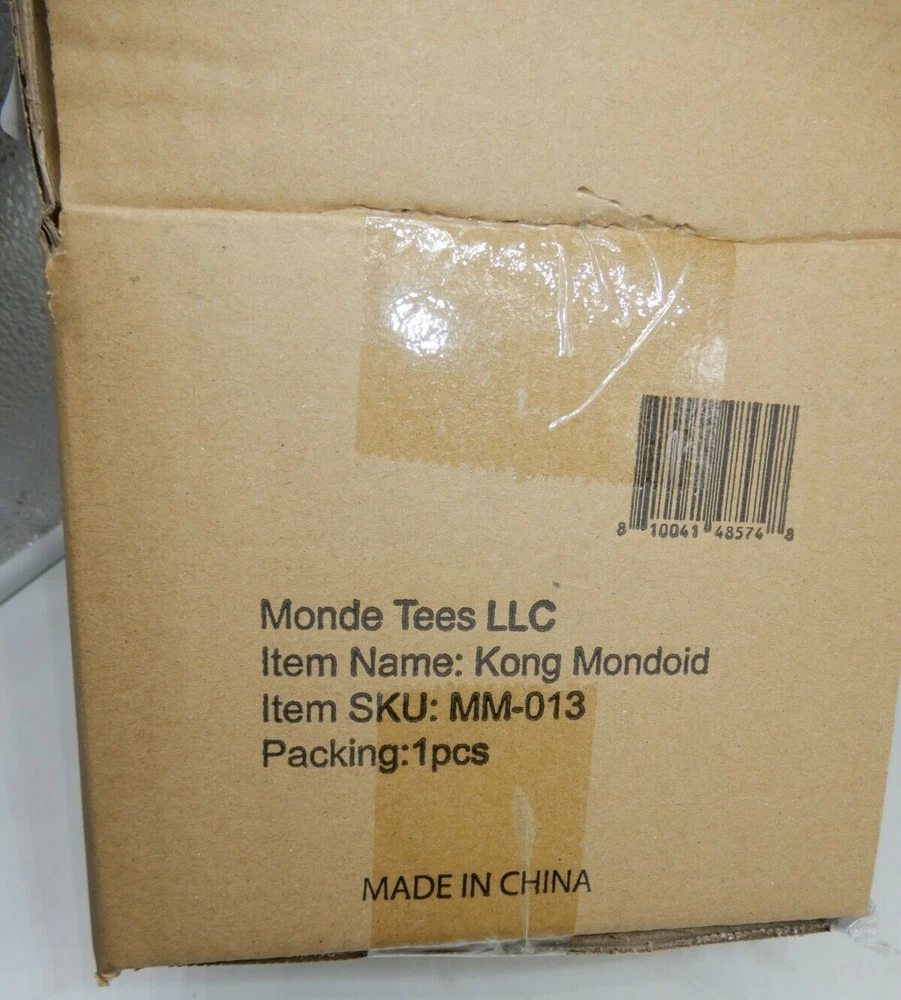 8 10041 48574 8
Monde Tees LLC
Item Name: Kong Mondoid
Item SKU: MM-013
Packing:1pcs
MADE IN CHINA